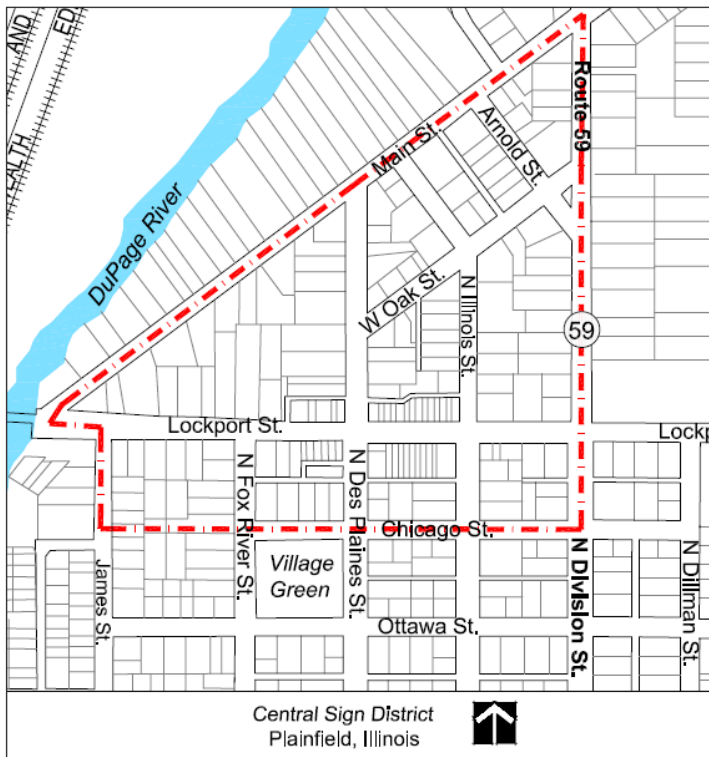 AND
ED
EALTH
Route 59
Main St.
Arnold St.
DuPage River
W Oak St.
N Illinois St.
59
Lockport St.
Lockp
N Fox River St.
N Des Plaines St.
Chicago St.
Village
Green
James St.
N Division St.
N Dillman St.
Ottawa St.
Central Sign District
Plainfield, Illinois